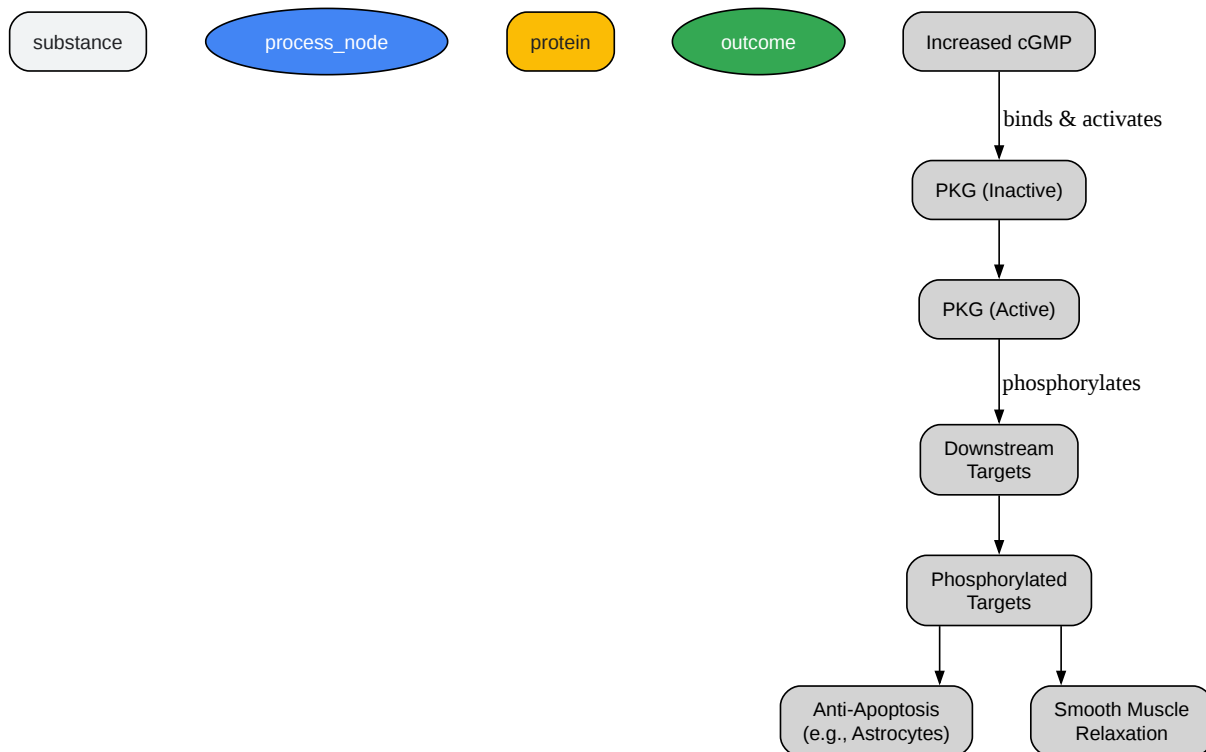 substance
process_node
protein
outcome
Increased cGMP
binds & activates
PKG (Inactive)
PKG (Active)
phosphorylates
Downstream
Targets
Phosphorylated
Targets
Anti-Apoptosis
(e.g., Astrocytes)
Smooth Muscle
Relaxation